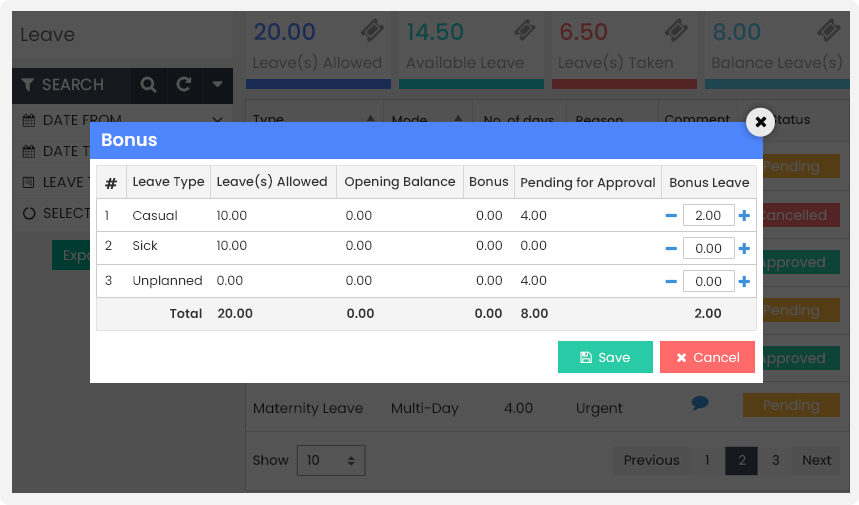 Leave
20.00
14.50
6.50
8.00
Leave(s) Allowed
Available Leave
Leave(s) Taken
Balance Leave(s)
SEARCH
DATE FROM
Type Mode No. of days Reason Comment Status
Bonus
DATE T
LEAVE T
SELECT
Expo
Pending
Cancelled
Approved
Pending
Approved
# Leave Type Leave(s) Allowed Opening Balance Bonus Pending for Approval Bonus Leave
1 Casual 10.00 0.00 0.00 4.00 2.00
2 Sick 10.00 0.00 0.00 0.00 0.00
3 Unplanned 0.00 0.00 0.00 4.00 0.00
Total 20.00 0.00 0.00 8.00 2.00
Save Cancel
Maternity Leave Multi-Day 4.00 Urgent Pending
Show 10 Previous 1 2 3 Next